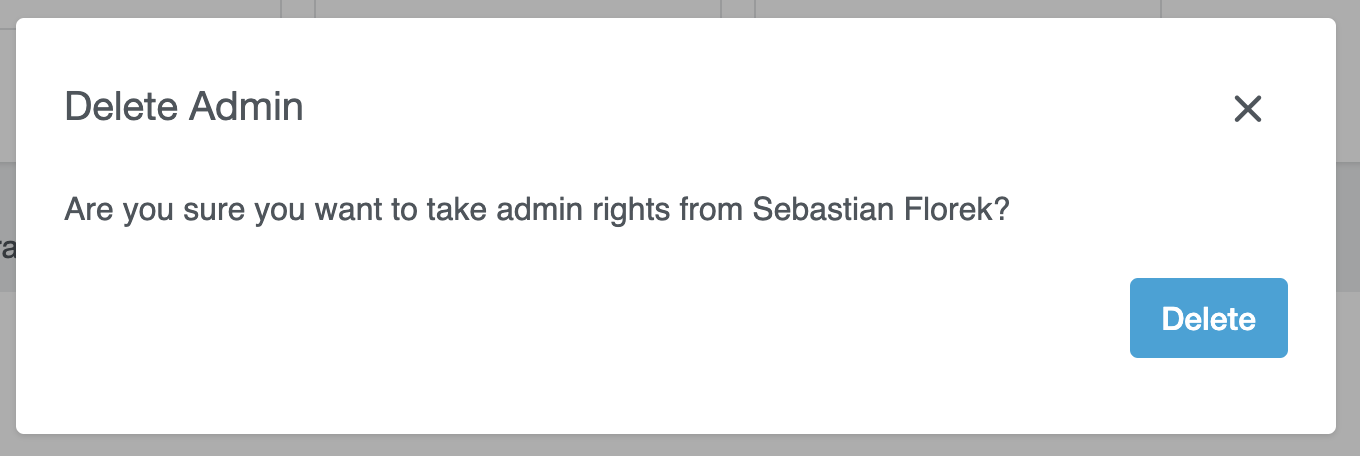 Delete Admin
Are you sure you want to take admin rights from Sebastian Florek?
Delete